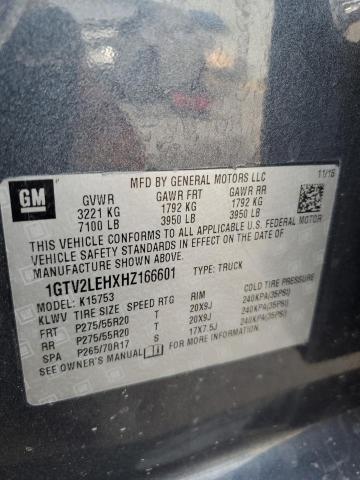 GM
MFD BY GENERAL MOTORS LLC 11/16
GVWR GAWR FRT GAWR RR
3221 KG 1792 KG 1792 KG
7100 LB 3950 LB 3950 LB
THIS VEHICLE CONFORMS TO ALL APPLICABLE U.S. FEDERAL MOTOR
VEHICLE SAFETY STANDARDS IN EFFECT ON THE DATE OF
MANUFACTURE SHOWN ABOVE.
1GTV2LEHXHZ166601 TYPE: TRUCK
MODEL: K15753
KLWV TIRE SIZE SPEED RTG RIM COLD TIRE PRESSURE
FRT P275/55R20 T 20X9J 240KPA(35PSI)
RR P275/55R20 T 20X9J 240KPA(35PSI)
SPA P265/70R17 S 17X7.5J 240KPA(35PSI)
SEE OWNER'S MANUAL FOR MORE INFORMATION.